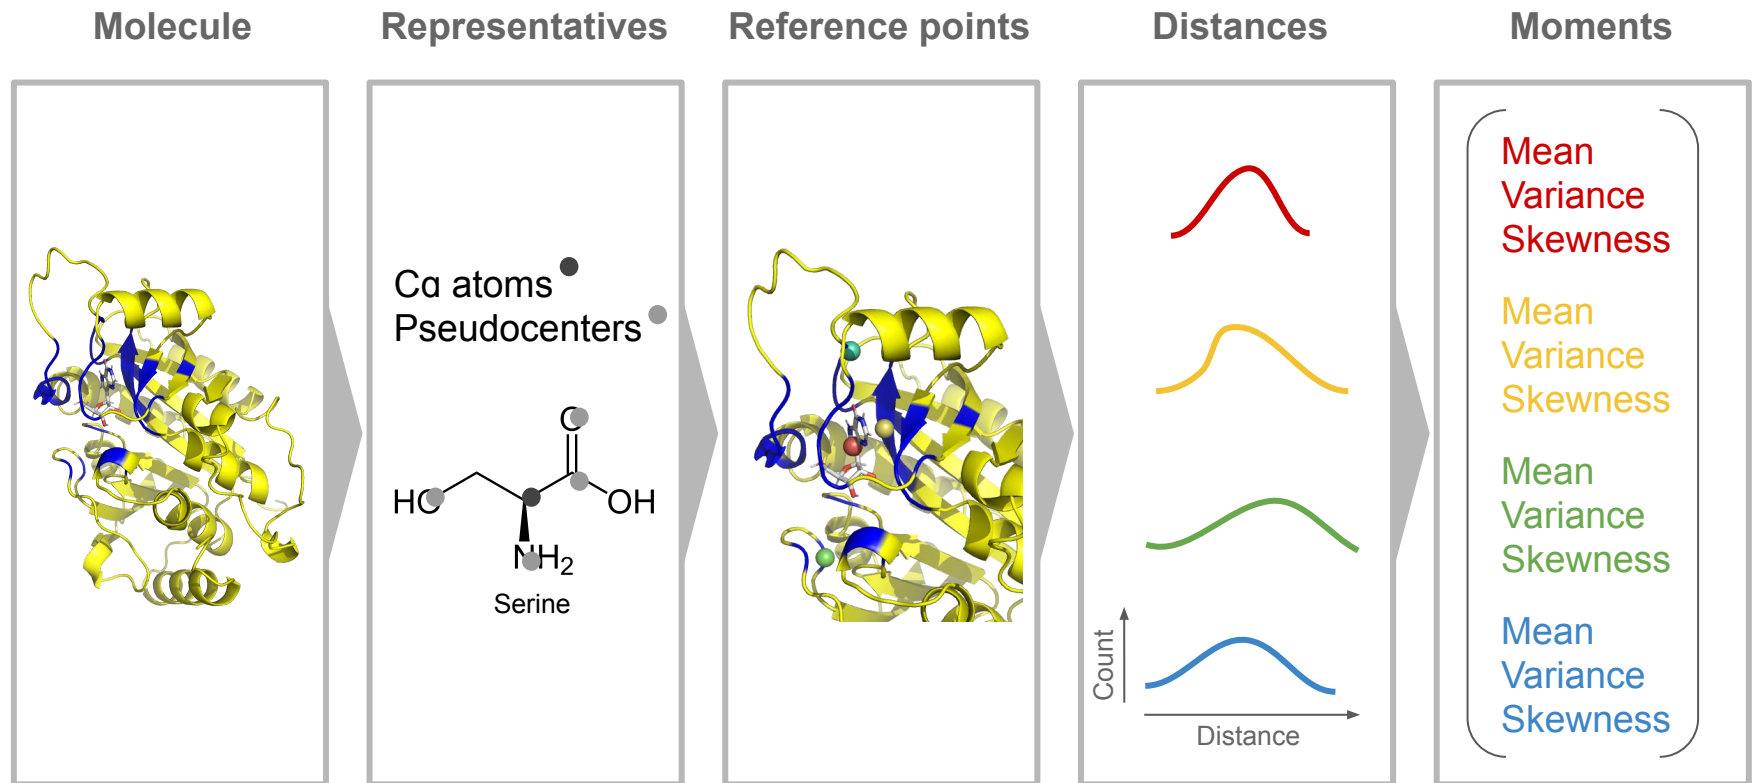 Molecule
Representatives
Reference points
Distances
Moments
Cα atoms
Pseudocenters
C
HO
OH
NH₂
Serine
Count
Distance
Mean
Variance
Skewness
Mean
Variance
Skewness
Mean
Variance
Skewness
Mean
Variance
Skewness